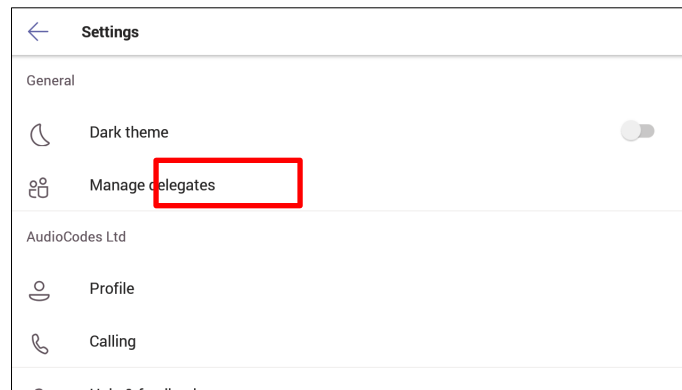 Settings
General
Dark theme
Manage delegates
AudioCodes Ltd
Profile
Calling